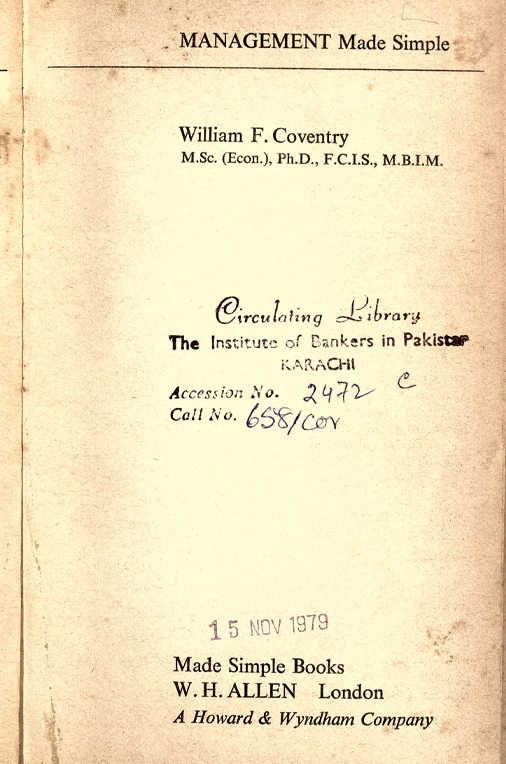 MANAGEMENT Made Simple
William F. Coventry
M.Sc. (Econ.), Ph.D., F.C.I.S., M.B.I.M.
Circulating Library
The Institute of Bankers in Pakistan
KARACHI
Accession No. 2472 C
Call No. 658/Cov
15 NOV 1979
Made Simple Books
W. H. ALLEN London
A Howard & Wyndham Company